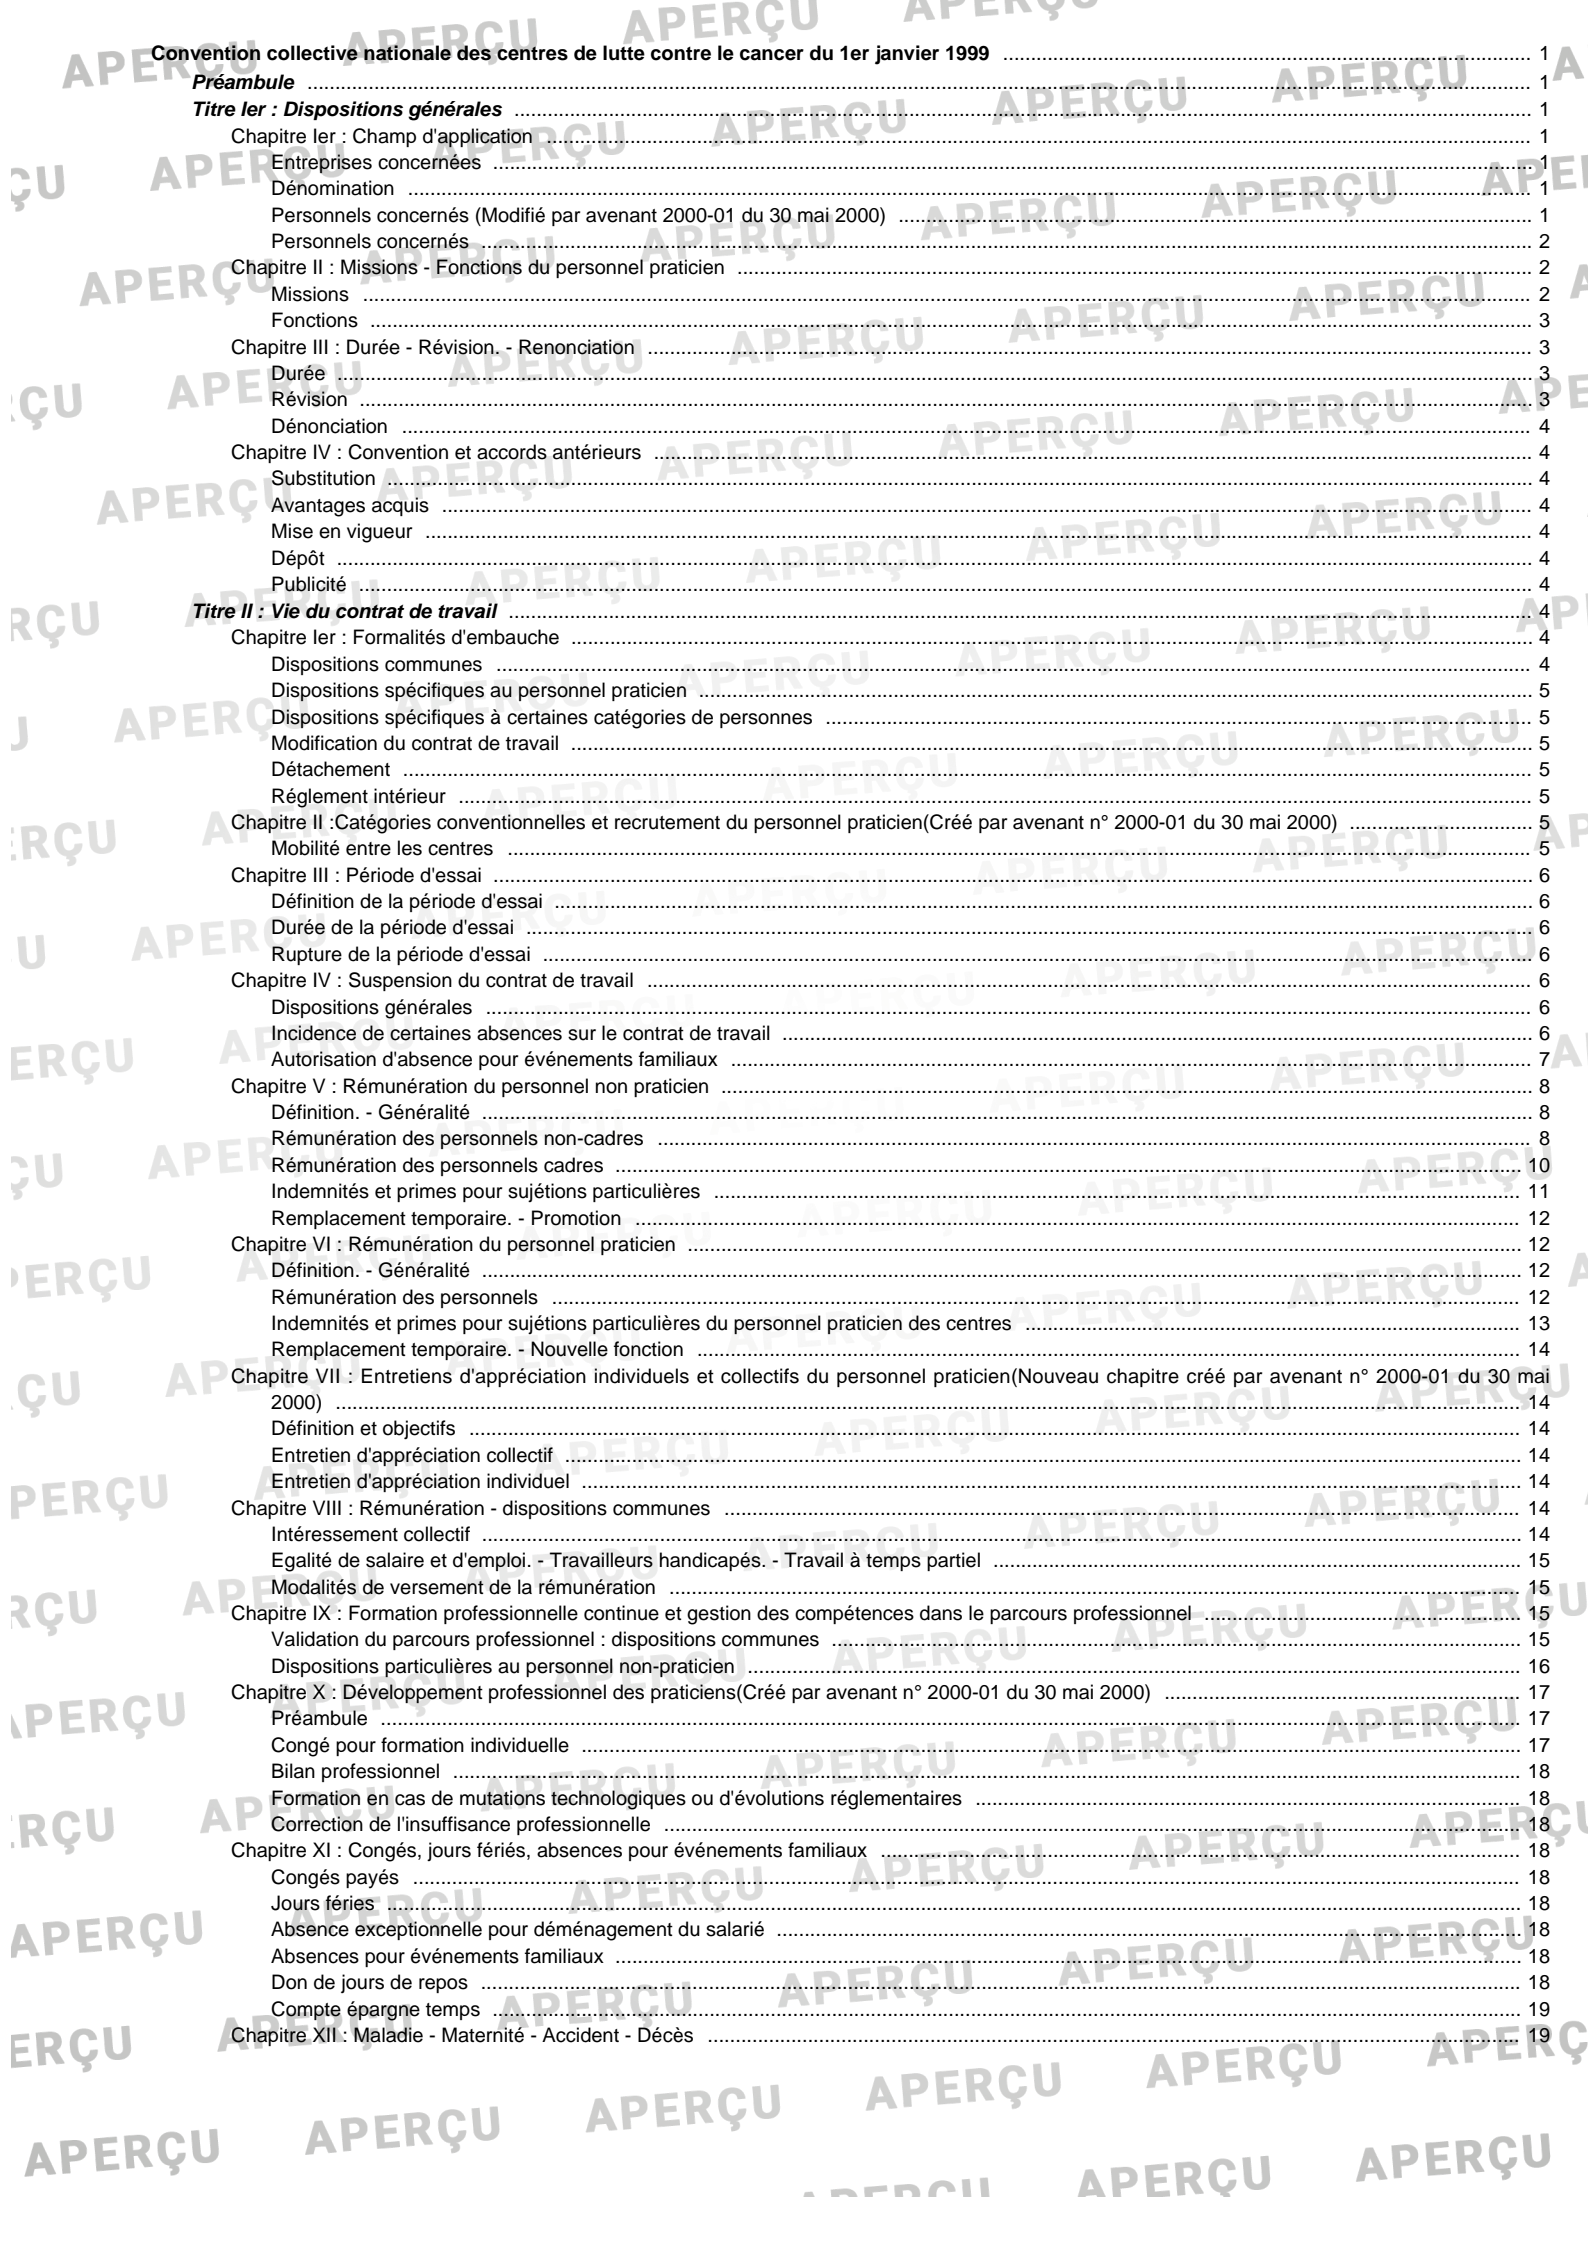 Convention collective nationale des centres de lutte contre le cancer du 1er janvier 1999 ... 1
Préambule ... 1
Titre Ier : Dispositions générales ... 1
Chapitre Ier : Champ d'application ... 1
Entreprises concernées ... 1
Dénomination ... 1
Personnels concernés (Modifié par avenant 2000-01 du 30 mai 2000) ... 1
Personnels concernés ... 2
Chapitre II : Missions - Fonctions du personnel praticien ... 2
Missions ... 2
Fonctions ... 3
Chapitre III : Durée - Révision. - Renonciation ... 3
Durée ... 3
Révision ... 3
Dénonciation ... 4
Chapitre IV : Convention et accords antérieurs ... 4
Substitution ... 4
Avantages acquis ... 4
Mise en vigueur ... 4
Dépôt ... 4
Publicité ... 4
Titre II : Vie du contrat de travail ... 4
Chapitre Ier : Formalités d'embauche ... 4
Dispositions communes ... 4
Dispositions spécifiques au personnel praticien ... 5
Dispositions spécifiques à certaines catégories de personnes ... 5
Modification du contrat de travail ... 5
Détachement ... 5
Réglement intérieur ... 5
Chapitre II :Catégories conventionnelles et recrutement du personnel praticien(Créé par avenant n° 2000-01 du 30 mai 2000) ... 5
Mobilité entre les centres ... 5
Chapitre III : Période d'essai ... 6
Définition de la période d'essai ... 6
Durée de la période d'essai ... 6
Rupture de la période d'essai ... 6
Chapitre IV : Suspension du contrat de travail ... 6
Dispositions générales ... 6
Incidence de certaines absences sur le contrat de travail ... 6
Autorisation d'absence pour événements familiaux ... 7
Chapitre V : Rémunération du personnel non praticien ... 8
Définition. - Généralité ... 8
Rémunération des personnels non-cadres ... 8
Rémunération des personnels cadres ... 10
Indemnités et primes pour sujétions particulières ... 11
Remplacement temporaire. - Promotion ... 12
Chapitre VI : Rémunération du personnel praticien ... 12
Définition. - Généralité ... 12
Rémunération des personnels ... 12
Indemnités et primes pour sujétions particulières du personnel praticien des centres ... 13
Remplacement temporaire. - Nouvelle fonction ... 14
Chapitre VII : Entretiens d'appréciation individuels et collectifs du personnel praticien(Nouveau chapitre créé par avenant n° 2000-01 du 30 mai
2000) ... 14
Définition et objectifs ... 14
Entretien d'appréciation collectif ... 14
Entretien d'appréciation individuel ... 14
Chapitre VIII : Rémunération - dispositions communes ... 14
Intéressement collectif ... 14
Egalité de salaire et d'emploi. - Travailleurs handicapés. - Travail à temps partiel ... 15
Modalités de versement de la rémunération ... 15
Chapitre IX : Formation professionnelle continue et gestion des compétences dans le parcours professionnel ... 15
Validation du parcours professionnel : dispositions communes ... 15
Dispositions particulières au personnel non-praticien ... 16
Chapitre X : Développement professionnel des praticiens(Créé par avenant n° 2000-01 du 30 mai 2000) ... 17
Préambule ... 17
Congé pour formation individuelle ... 17
Bilan professionnel ... 18
Formation en cas de mutations technologiques ou d'évolutions réglementaires ... 18
Correction de l'insuffisance professionnelle ... 18
Chapitre XI : Congés, jours fériés, absences pour événements familiaux ... 18
Congés payés ... 18
Jours féries ... 18
Absence exceptionnelle pour déménagement du salarié ... 18
Absences pour événements familiaux ... 18
Don de jours de repos ... 18
Compte épargne temps ... 19
Chapitre XII : Maladie - Maternité - Accident - Décès ... 19
APERÇU